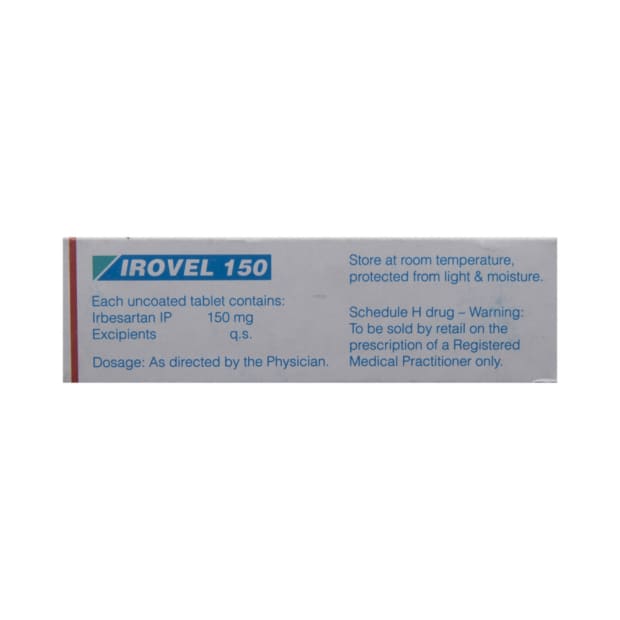 IROVEL 150
Each uncoated tablet contains:
Irbesartan IP 150 mg
Excipients q.s.
Dosage: As directed by the Physician.
Store at room temperature,
protected from light & moisture.
Schedule H drug – Warning:
To be sold by retail on the
prescription of a Registered
Medical Practitioner only.